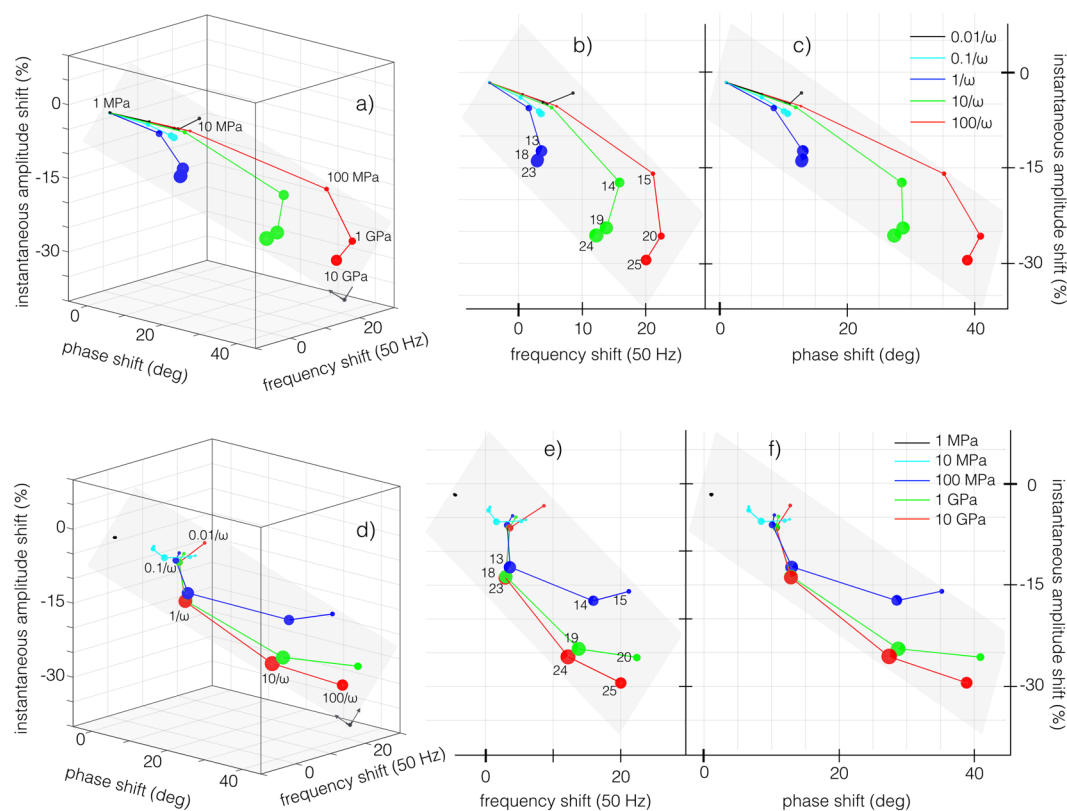 a)
instantaneous amplitude shift (%)
0
-15
-30
1 MPa
10 MPa
100 MPa
1 GPa
10 GPa
0
20
40
phase shift (deg)
0
20
frequency shift (50 Hz)
b)
13
18
23
14
19
24
15
20
25
0
10
20
frequency shift (50 Hz)
c)
0.01/ω
0.1/ω
1/ω
10/ω
100/ω
0
-15
-30
instantaneous amplitude shift (%)
0
20
40
phase shift (deg)
d)
instantaneous amplitude shift (%)
0
-15
-30
0.01/ω
0.1/ω
1/ω
10/ω
100/ω
0
20
40
phase shift (deg)
0
20
frequency shift (50 Hz)
e)
13
18
23
14
15
19
20
24
25
0
20
frequency shift (50 Hz)
f)
1 MPa
10 MPa
100 MPa
1 GPa
10 GPa
0
-15
-30
instantaneous amplitude shift (%)
0
20
40
phase shift (deg)